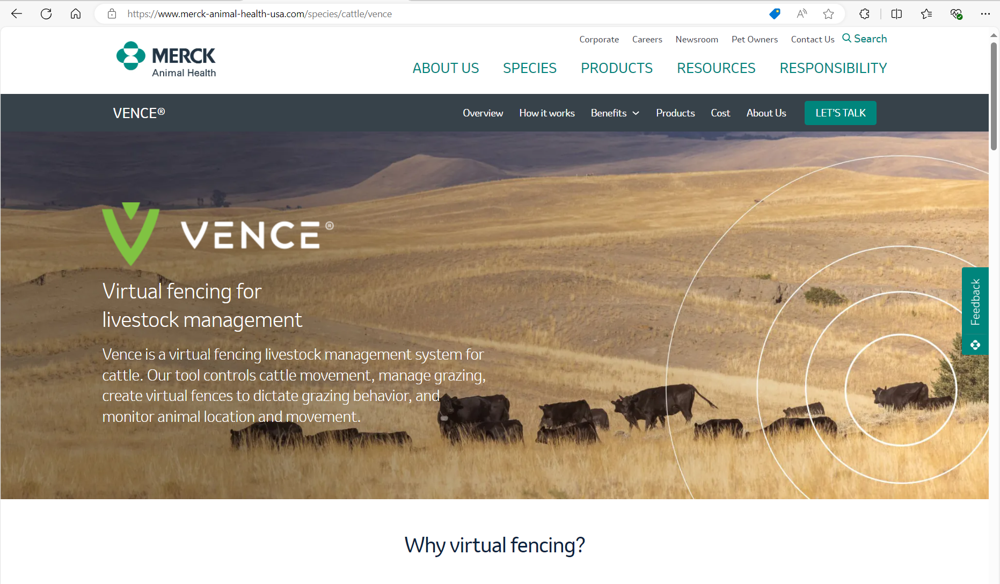 https://www.merck-animal-health-usa.com/species/cattle/vence
Corporate Careers Newsroom Pet Owners Contact Us Search
MERCK
Animal Health
ABOUT US SPECIES PRODUCTS RESOURCES RESPONSIBILITY
VENCE®
Overview How it works Benefits Products Cost About Us LET'S TALK
VENCE®
Virtual fencing for
livestock management
Vence is a virtual fencing livestock management system for
cattle. Our tool controls cattle movement, manage grazing,
create virtual fences to dictate grazing behavior, and
monitor animal location and movement.
Feedback
Why virtual fencing?